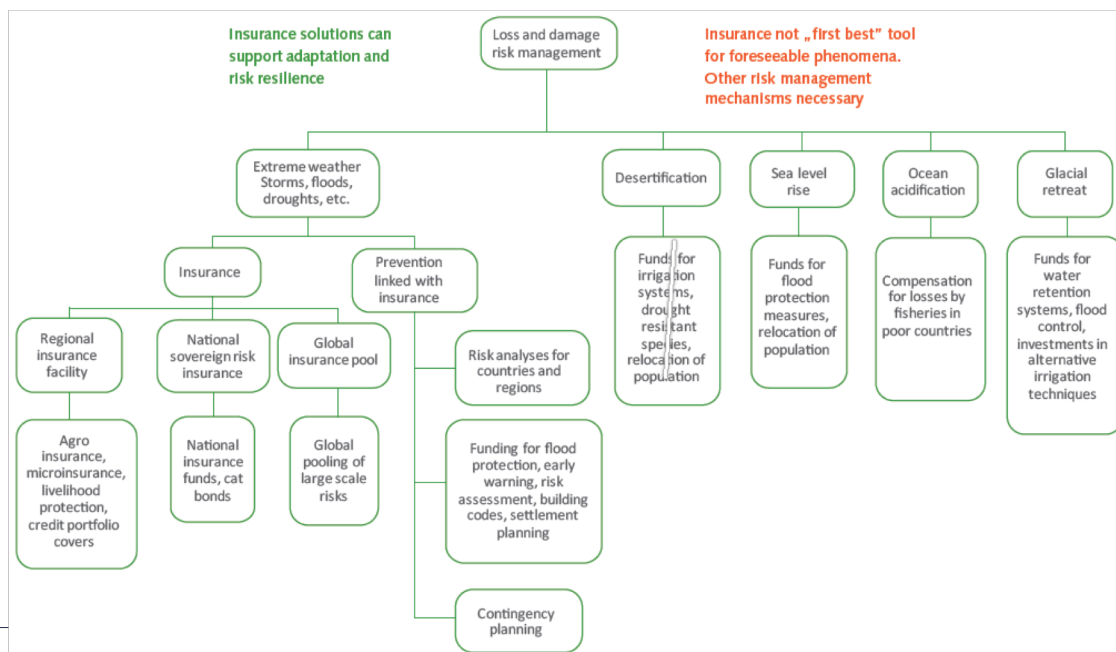 Insurance solutions can
support adaptation and
risk resilience
Loss and damage
risk management
Insurance not „first best” tool
for foreseeable phenomena.
Other risk management
mechanisms necessary
Extreme weather
Storms, floods,
droughts, etc.
Desertification
Sea level
rise
Ocean
acidification
Glacial
retreat
Insurance
Prevention
linked with
insurance
Funds for
irrigation
systems,
drought
resistant
species,
relocation of
population
Funds for
flood
protection
measures,
relocation of
population
Compensation
for losses by
fisheries in
poor countries
Funds for
water
retention
systems, flood
control,
investments in
alternative
irrigation
techniques
Regional
insurance
facility
National
sovereign risk
insurance
Global
insurance pool
Risk analyses for
countries and
regions
Agro
insurance,
microinsurance,
livelihood
protection,
credit portfolio
covers
National
insurance
funds, cat
bonds
Global
pooling of
large scale
risks
Funding for flood
protection, early
warning, risk
assessment, building
codes, settlement
planning
Contingency
planning